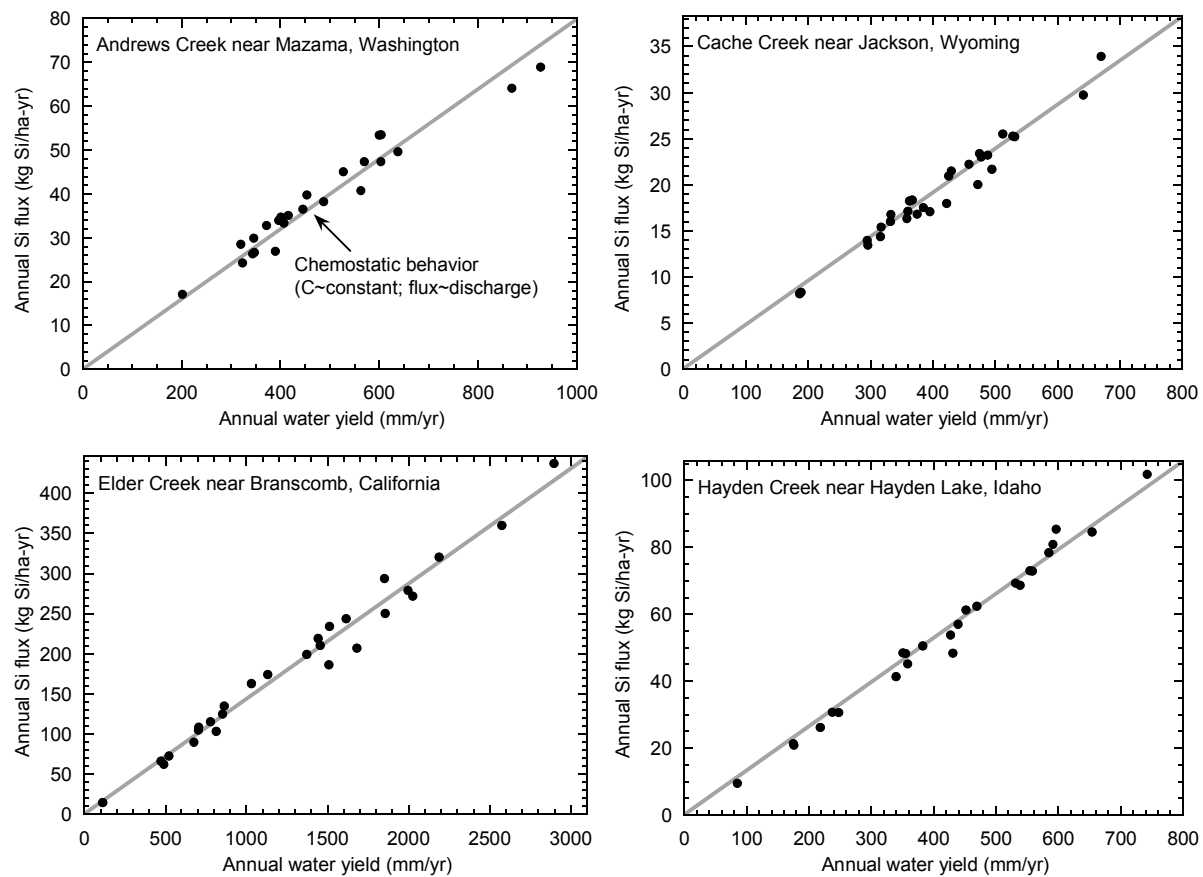 Andrews Creek near Mazama, Washington
Annual Si flux (kg Si/ha-yr)
80
70
60
50
40
30
20
10
0
Chemostatic behavior
(C~constant; flux~discharge)
0 200 400 600 800 1000
Annual water yield (mm/yr)
Cache Creek near Jackson, Wyoming
Annual Si flux (kg Si/ha-yr)
35
30
25
20
15
10
5
0
0 100 200 300 400 500 600 700 800
Annual water yield (mm/yr)
Elder Creek near Branscomb, California
Annual Si flux (kg Si/ha-yr)
400
350
300
250
200
150
100
50
0
0 500 1000 1500 2000 2500 3000
Annual water yield (mm/yr)
Hayden Creek near Hayden Lake, Idaho
Annual Si flux (kg Si/ha-yr)
100
80
60
40
20
0
0 100 200 300 400 500 600 700 800
Annual water yield (mm/yr)